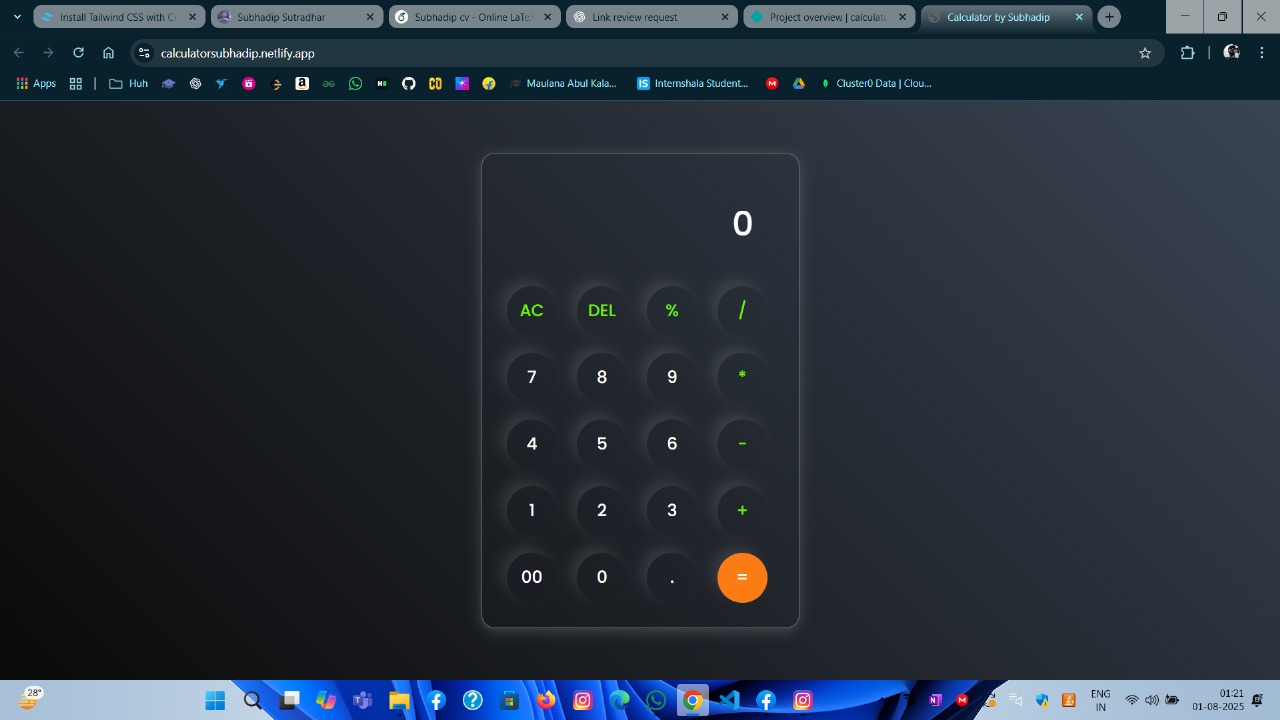 Install Tailwind CSS with C
Subhadip Sutradhar
Subhadip cv - Online LaTe
Link review request
Project overview | calculat
Calculator by Subhadip
calculatorsubhadip.netlify.app
Apps
Huh
Maulana Abul Kala...
Internshala Student...
Cluster0 Data | Clou...
0
AC DEL % /
7 8 9 *
4 5 6 -
1 2 3 +
00 0 . =
28°
ENG
IN
01:21
01-08-2025